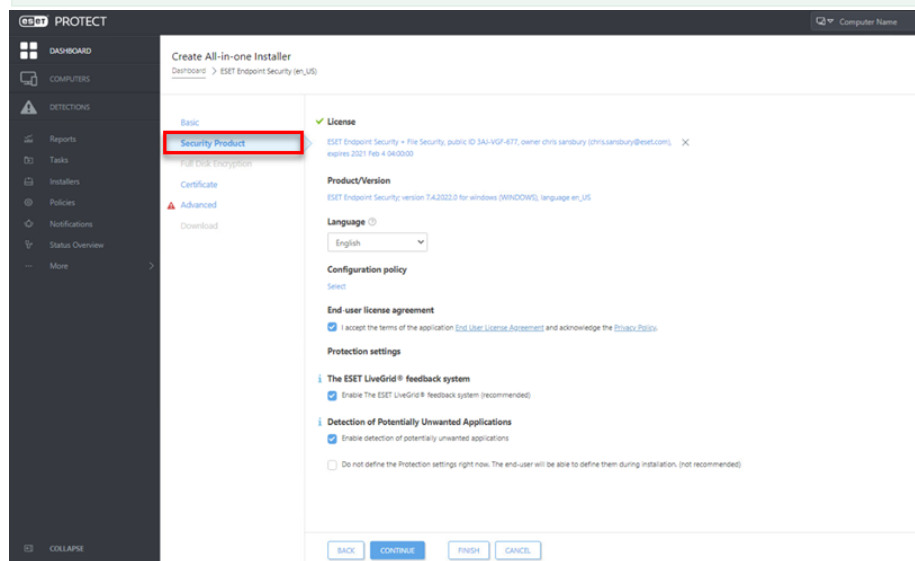 eset PROTECT
Computer Name
DASHBOARD
COMPUTERS
DETECTIONS
Reports
Tasks
Installers
Policies
Notifications
Status Overview
More
COLLAPSE
Create All-in-one Installer
Dashboard > ESET Endpoint Security (en_US)
Basic
Security Product
Full Disk Encryption
Certificate
Advanced
Download
License
ESET Endpoint Security + File Security, public ID 3AJ-VGF-677, owner chris sansbury (chris.sansbury@eset.com),
expires 2021 Feb 4 04:00:00
Product/Version
ESET Endpoint Security; version 7.4.2022.0 for windows (WINDOWS), language en_US
Language
English
Configuration policy
Select
End-user license agreement
I accept the terms of the application End User License Agreement and acknowledge the Privacy Policy.
Protection settings
The ESET LiveGrid® feedback system
Enable The ESET LiveGrid® feedback system (recommended)
Detection of Potentially Unwanted Applications
Enable detection of potentially unwanted applications
Do not define the Protection settings right now. The end-user will be able to define them during installation. (not recommended)
BACK CONTINUE FINISH CANCEL